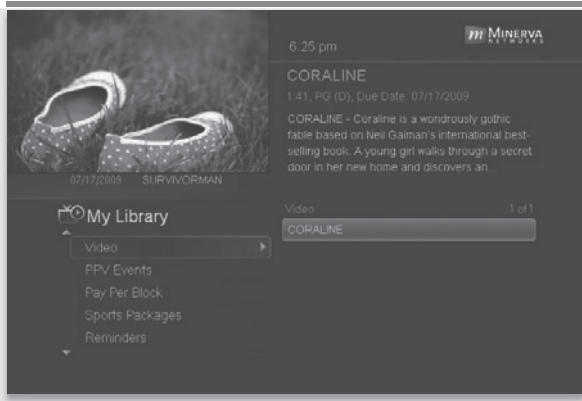 m MINERVA
NETWORKS
6:25 pm
CORALINE
1:41, PG (D), Due Date: 07/17/2009
CORALINE - Coraline is a wondrously gothic
fable based on Neil Gaiman's international best-
selling book. A young girl walks through a secret
door in her new home and discovers an...
07/17/2009 SURVIVORMAN
My Library
Video
PPV Events
Pay Per Block
Sports Packages
Reminders
Video 1 of 1
CORALINE